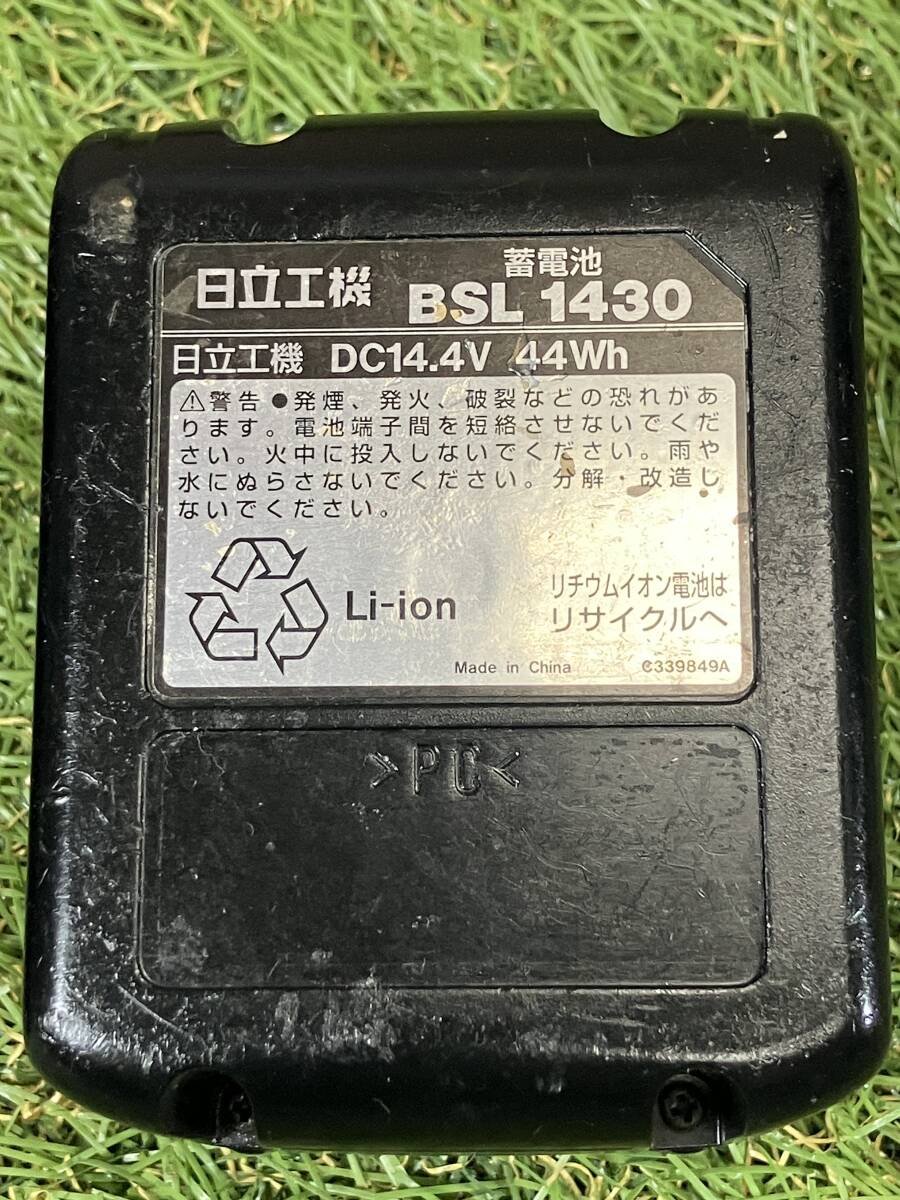 日立工機
蓄電池
BSL 1430
日立工機 DC14.4V 44Wh
⚠警告 ●発煙、発火、破裂などの恐れがあ
ります。電池端子間を短絡させないでくだ
さい。火中に投入しないでください。雨や
水にぬらさないでください。分解・改造し
ないでください。
Li-ion
リチウムイオン電池は
リサイクルへ
Made in China C339849A
>PC<